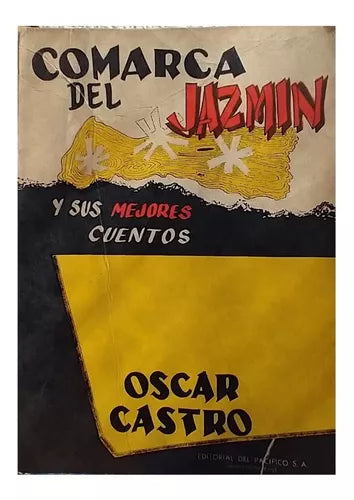 COMARCA
DEL
JAZMIN
Y SUS MEJORES
CUENTOS
OSCAR
CASTRO
EDITORIAL DEL PACIFICO S. A.